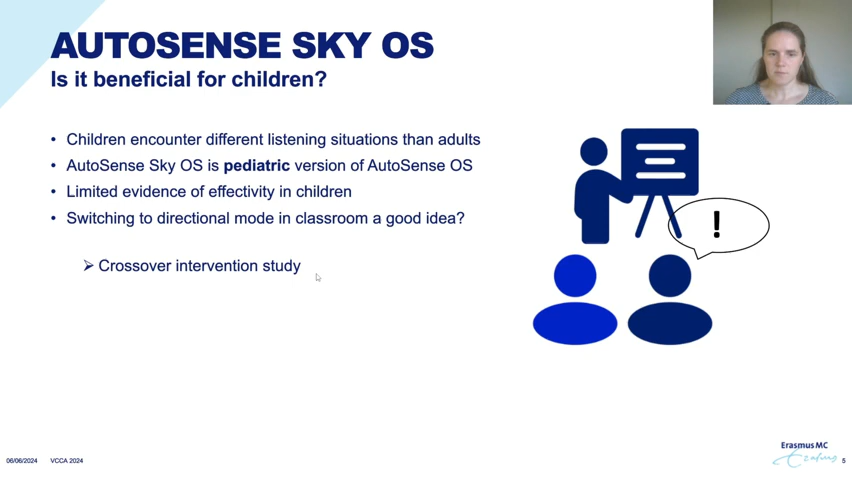 AUTOSENSE SKY OS
Is it beneficial for children?
• Children encounter different listening situations than adults
• AutoSense Sky OS is pediatric version of AutoSense OS
• Limited evidence of effectivity in children
• Switching to directional mode in classroom a good idea?
➢ Crossover intervention study
!
Erasmus MC
Erasmus
06/06/2024 VCCA 2024 5